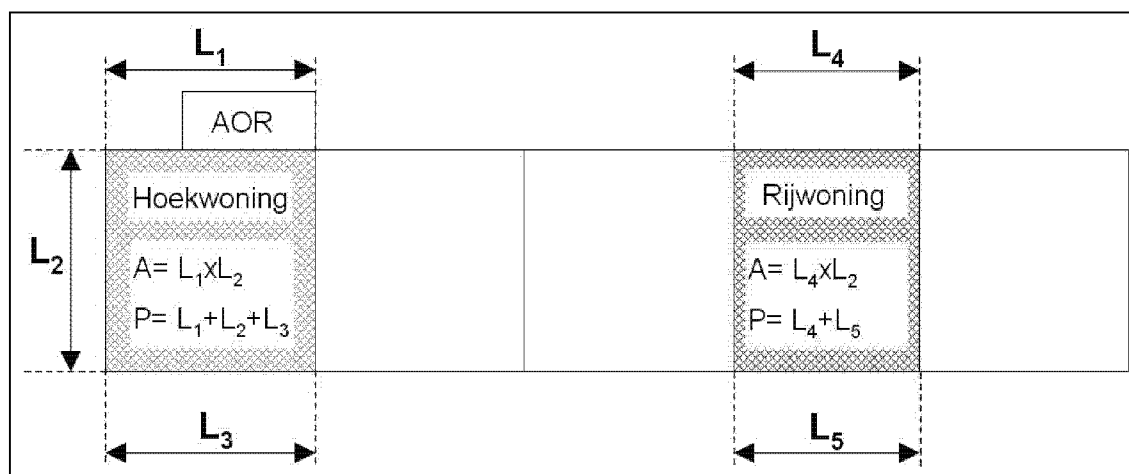 L₁
L₄
AOR
Hoekwoning
Rijwoning
L₂
A= L₁xL₂
A= L₄xL₂
P= L₁+L₂+L₃
P= L₄+L₅
L₃
L₅